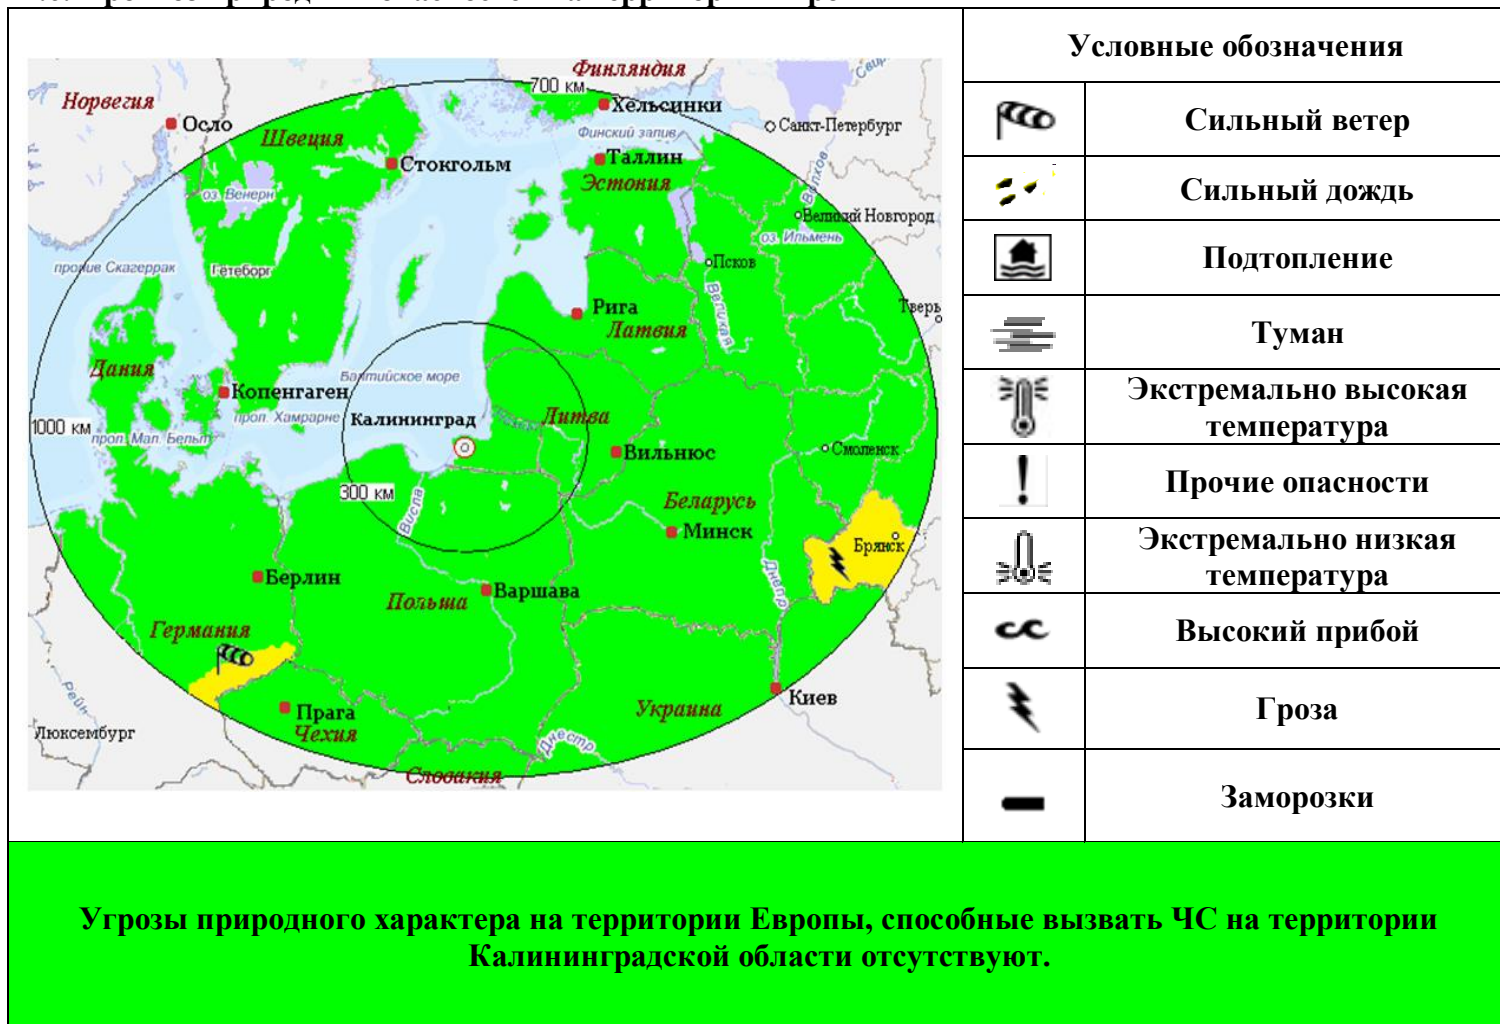 Условные обозначения
Сильный ветер
Сильный дождь
Подтопление
Туман
Экстремально высокая
температура
Прочие опасности
Экстремально низкая
температура
Высокий прибой
Гроза
Заморозки
Финляндия
700 км
Норвегия
Хельсинки
Осло
Швеция
Финский залив
Санкт-Петербург
Стокгольм
Таллин
Эстония
Волхов
оз. Венерн
Великий Новгород
оз. Ильмень
пролив Скагеррак
Гётеборг
Псков
Великая
Рига
Тверь
Латвия
Дания
Балтийское море
Копенгаген
прол. Хамрарне
Калининград
Литва
1000 км
прол. Мал. Бельт
Вильнюс
Смоленск
300 км
Висла
Беларусь
Минск
Брянск
Днепр
Берлин
Польша
Варшава
Германия
Рейн
Прага
Чехия
Украина
Киев
Люксембург
Днестр
Словакия
Угрозы природного характера на территории Европы, способные вызвать ЧС на территории
Калининградской области отсутствуют.